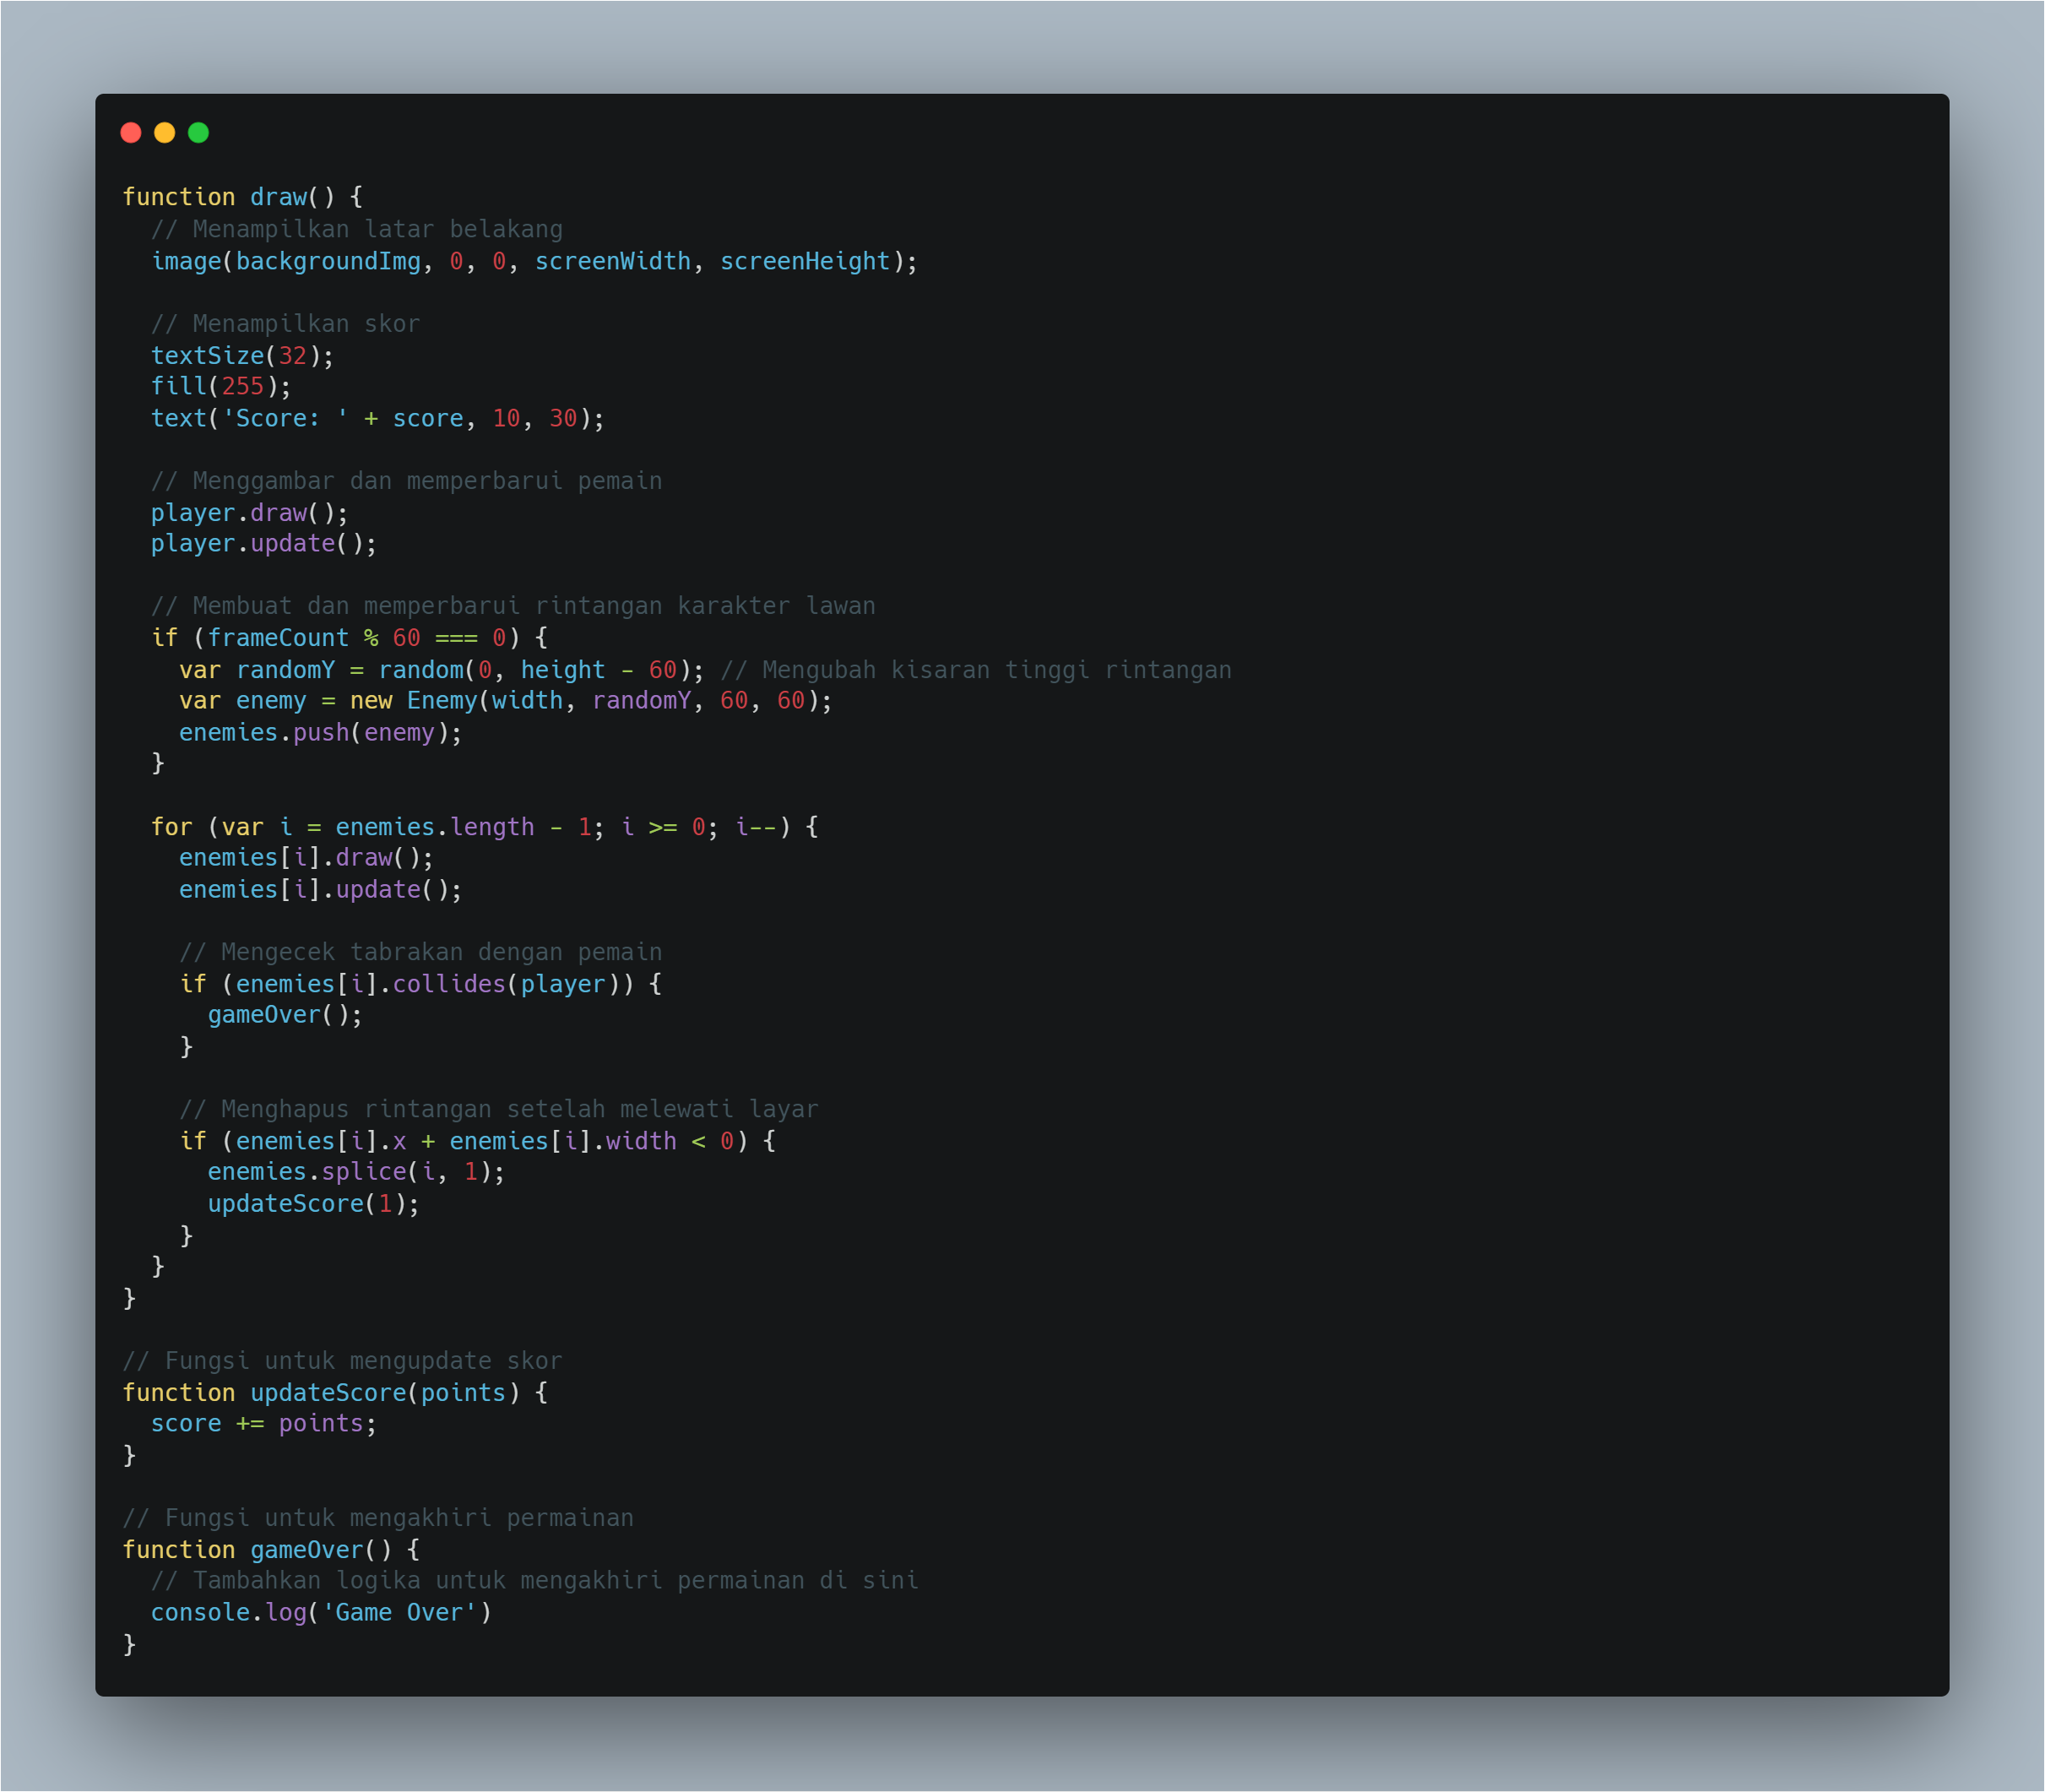 function draw() {
  // Menampilkan latar belakang
  image(backgroundImg, 0, 0, screenWidth, screenHeight);

  // Menampilkan skor
  textSize(32);
  fill(255);
  text('Score: ' + score, 10, 30);

  // Menggambar dan memperbarui pemain
  player.draw();
  player.update();

  // Membuat dan memperbarui rintangan karakter lawan
  if (frameCount % 60 === 0) {
    var randomY = random(0, height - 60); // Mengubah kisaran tinggi rintangan
    var enemy = new Enemy(width, randomY, 60, 60);
    enemies.push(enemy);
  }

  for (var i = enemies.length - 1; i >= 0; i--) {
    enemies[i].draw();
    enemies[i].update();

    // Mengecek tabrakan dengan pemain
    if (enemies[i].collides(player)) {
      gameOver();
    }

    // Menghapus rintangan setelah melewati layar
    if (enemies[i].x + enemies[i].width < 0) {
      enemies.splice(i, 1);
      updateScore(1);
    }
  }
}

// Fungsi untuk mengupdate skor
function updateScore(points) {
  score += points;
}

// Fungsi untuk mengakhiri permainan
function gameOver() {
  // Tambahkan logika untuk mengakhiri permainan di sini
  console.log('Game Over')
}